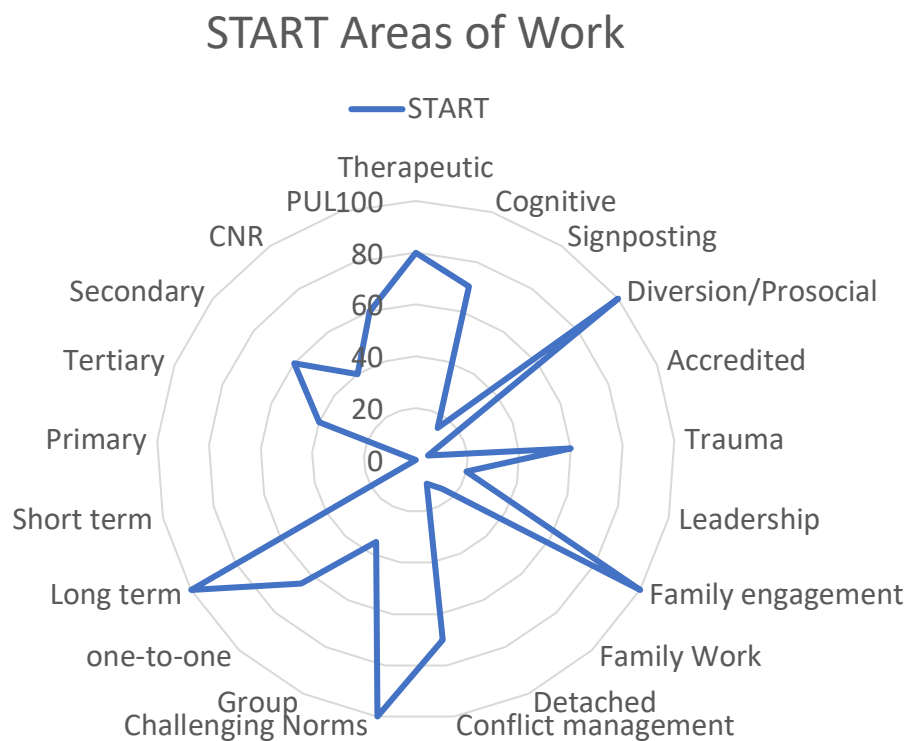 START Areas of Work
START
Therapeutic
Cognitive
Signposting
Diversion/Prosocial
Accredited
Trauma
Leadership
Family engagement
Family Work
Detached
Conflict management
Challenging Norms
Group
one-to-one
Long term
Short term
Primary
Tertiary
Secondary
CNR
PUL
100
80
60
40
20
0